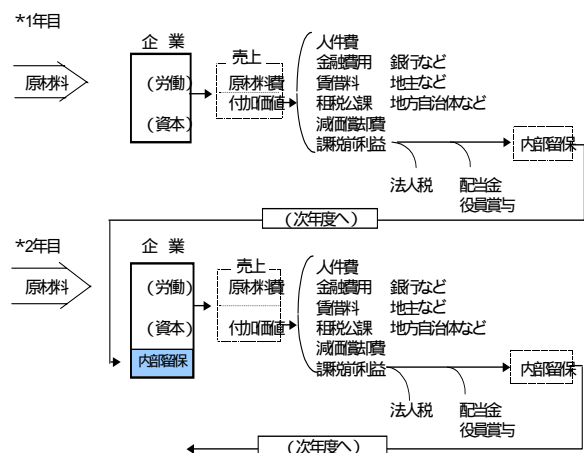 *1年目
企 業
原材料
(労働)
(資本)
売上
原材料費
付加価値
人件費
金融費用 銀行など
賃借料 地主など
租税公課 地方自治体など
減価償却費
課税前利益
内部留保
法人税
配当金
役員賞与
(次年度へ)
*2年目
企 業
原材料
(労働)
(資本)
内部留保
売上
原材料費
付加価値
人件費
金融費用 銀行など
賃借料 地主など
租税公課 地方自治体など
減価償却費
課税前利益
内部留保
法人税
配当金
役員賞与
(次年度へ)